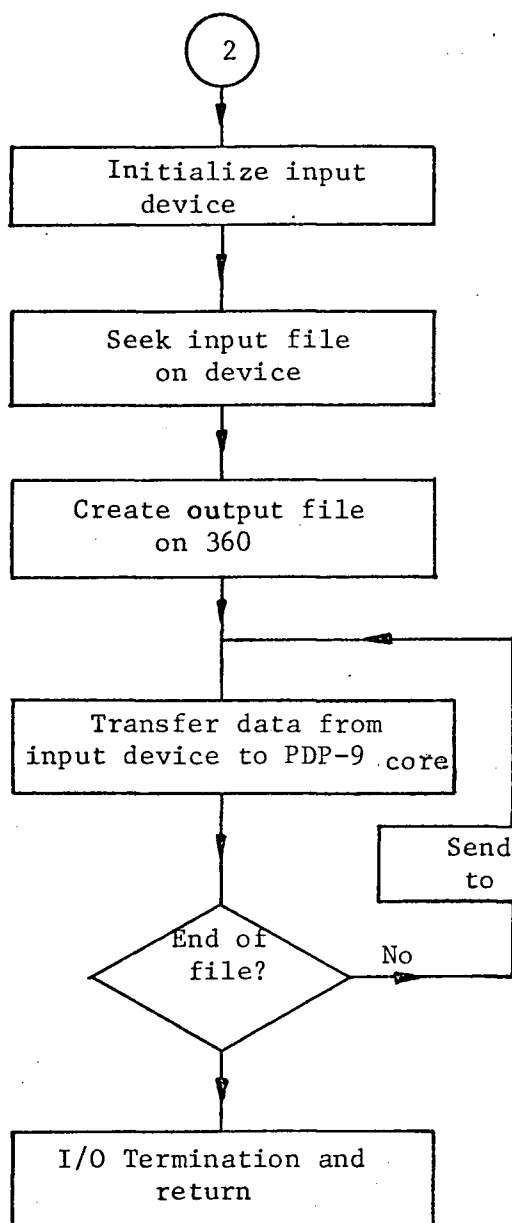 2
Initialize input
device
Seek input file
on device
Create output file
on 360
Transfer data from
input device to PDP-9 core
Send
to
End of
file?
No
I/O Termination and
return